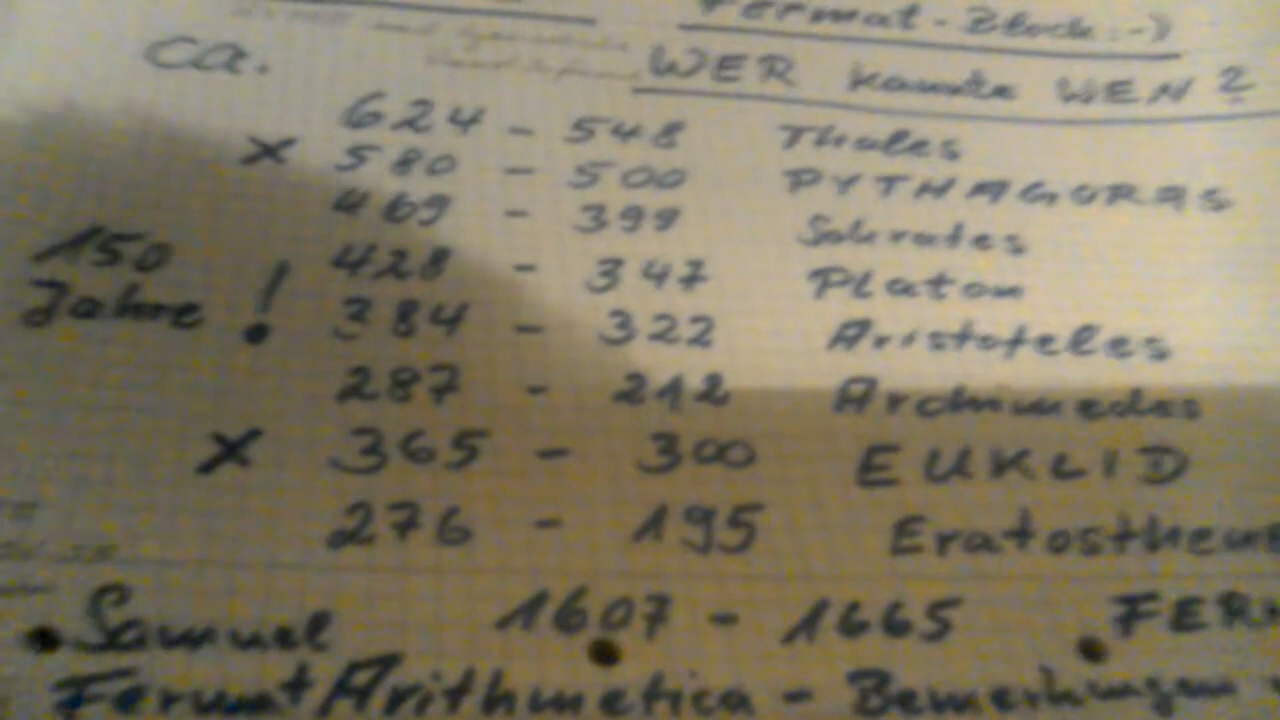 Fermat-Block :-)
ca.
WER kannte WEN?
624 - 548 Thales
x 580 - 500 PYTHAGORAS
469 - 399 Sokrates
150 Jahre ! 428 - 347 Platon
384 - 322 Aristoteles
287 - 212 Archimedes
x 365 - 300 EUKLID
276 - 195 Eratosthenes
Samuel 1607 - 1665 FER
Fermat Arithmetica - Bemerkungen